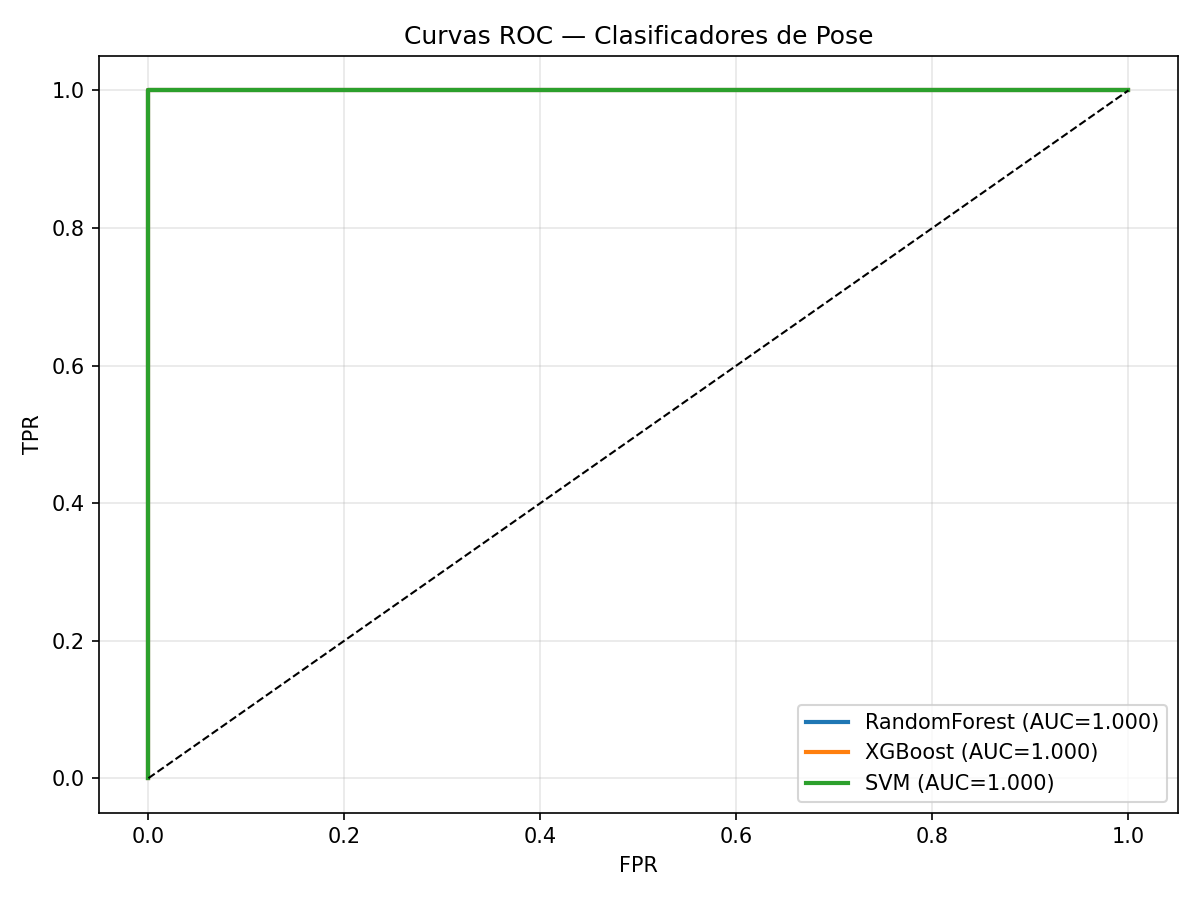 Curvas ROC — Clasificadores de Pose
1.0
0.8
0.6
0.4
0.2
0.0
TPR
0.0 0.2 0.4 0.6 0.8 1.0
FPR
RandomForest (AUC=1.000)
XGBoost (AUC=1.000)
SVM (AUC=1.000)